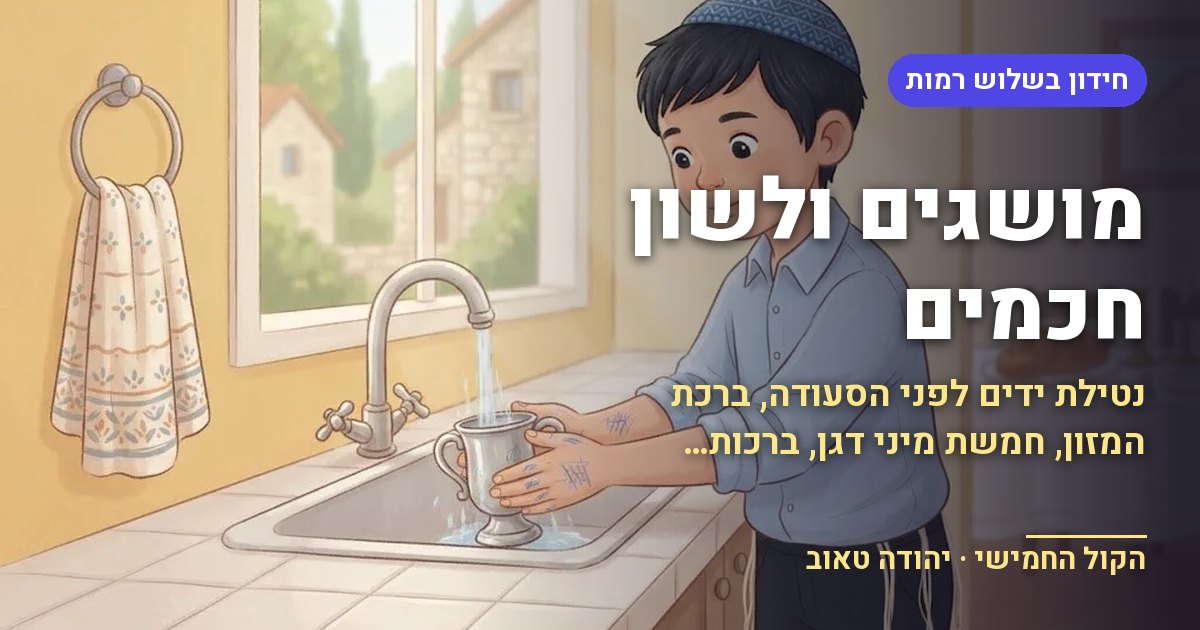 חידון בשלוש רמות
מושגים ולשון
חכמים
נטילת ידים לפני הסעודה, ברכת
המזון, חמשת מיני דגן, ברכות...
הקול החמישי · יהודה טאוב